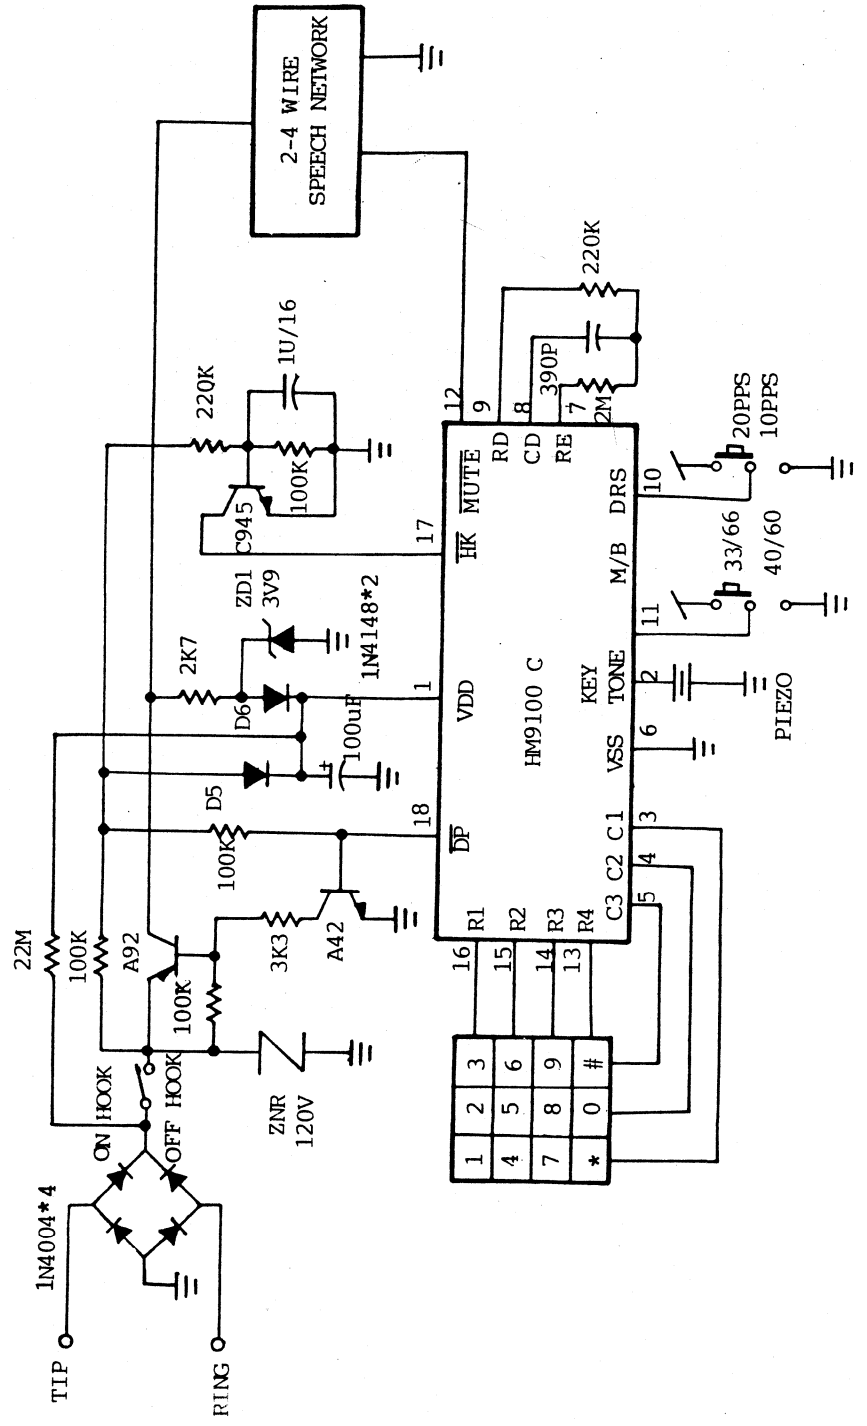 TIP
RING
1N4004*4
ON HOOK
OFF HOOK
22M
100K
A92
100K
ZNR
120V
3K3
A42
100K
D5
100uF
+
D6
2K7
ZD1
3V9
1N4148*2
C945
220K
100K
1U/16
2-4 WIRE
SPEECH NETWORK
18
1
17
12
DP
VDD
HK
MUTE
HM9100 C
16
15
14
13
R1
R2
R3
R4
9
8
7
RD
CD
RE
390P
2M
220K
C3
C2
C1
VSS
KEY
TONE
M/B
DRS
5
4
3
6
2
11
10
PIEZO
33/66
40/60
20PPS
10PPS
1 2 3
4 5 6
7 8 9
* 0 #